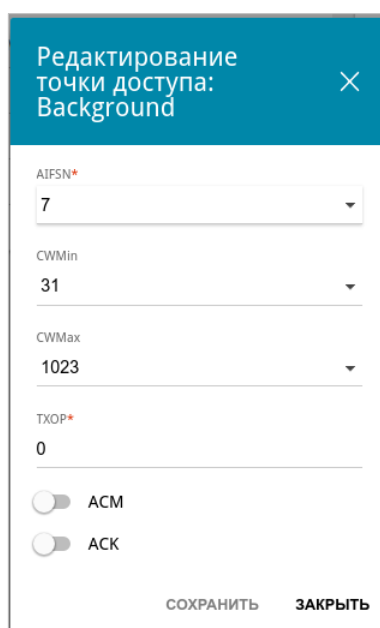 Редактирование
точки доступа:
Background
AIFSN*
7
CWMin
31
CWMax
1023
TXOP*
0
ACM
ACK
СОХРАНИТЬ ЗАКРЫТЬ